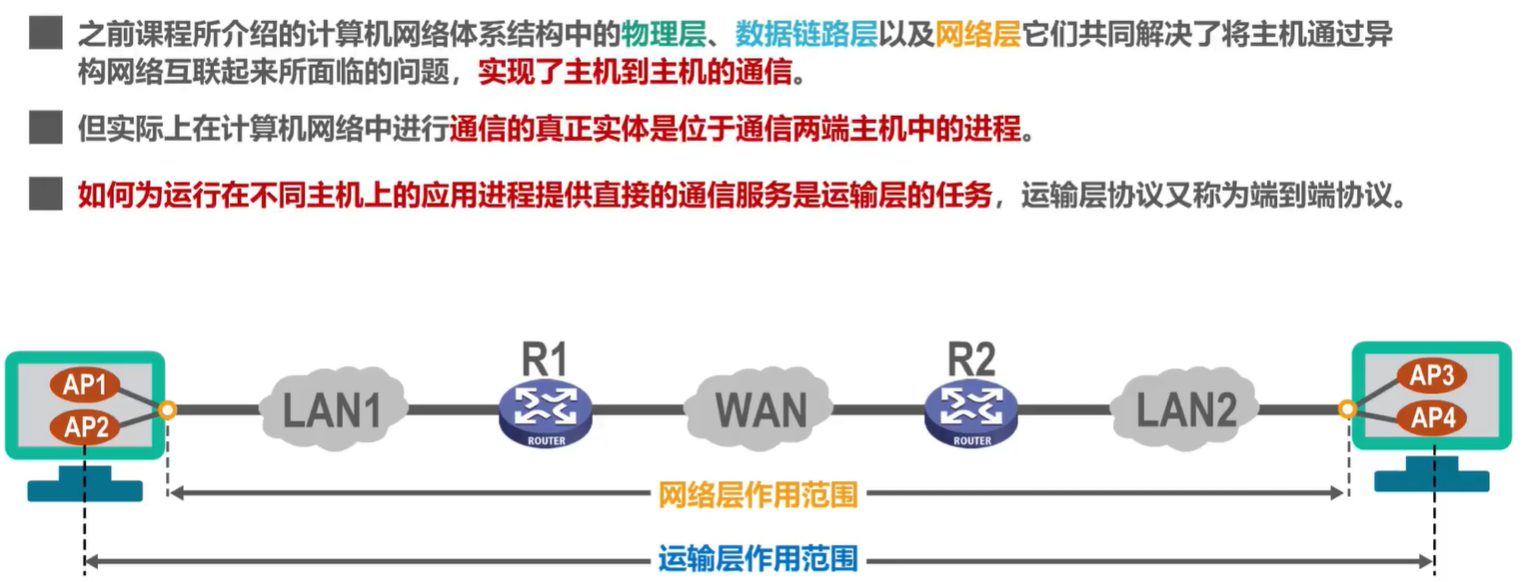 之前课程所介绍的计算机网络体系结构中的物理层、数据链路层以及网络层它们共同解决了将主机通过异
构网络互联起来所面临的问题，实现了主机到主机的通信。
但实际上在计算机网络中进行通信的真正实体是位于通信两端主机中的进程。
如何为运行在不同主机上的应用进程提供直接的通信服务是运输层的任务，运输层协议又称为端到端协议。
R1
R2
AP1
AP2
LAN1
ROUTER
WAN
ROUTER
LAN2
AP3
AP4
网络层作用范围
运输层作用范围